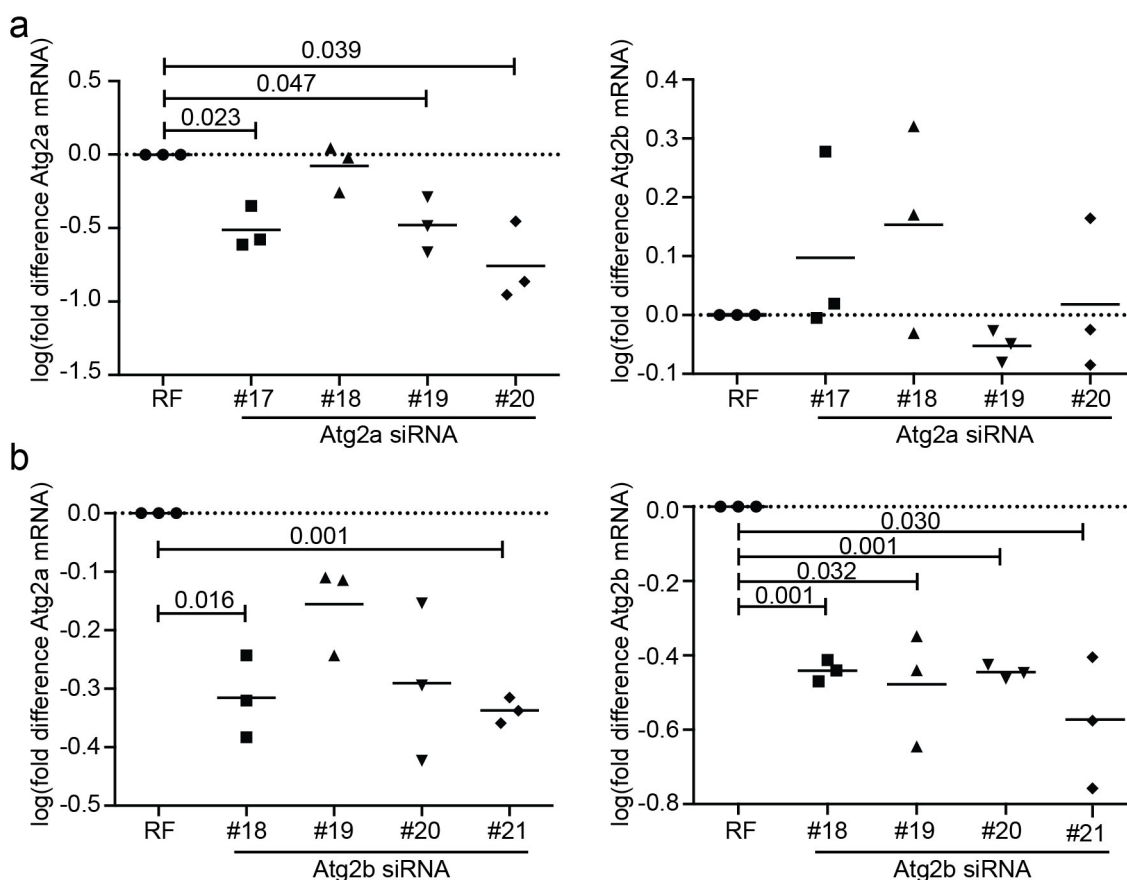 a
log(fold difference Atg2a mRNA)
0.5
0.0
-0.5
-1.0
-1.5
0.039
0.047
0.023
RF #17 #18 #19 #20
Atg2a siRNA
log(fold difference Atg2b mRNA)
0.4
0.3
0.2
0.1
0.0
-0.1
RF #17 #18 #19 #20
Atg2a siRNA
b
log(fold difference Atg2a mRNA)
0.0
-0.1
-0.2
-0.3
-0.4
-0.5
0.001
0.016
RF #18 #19 #20 #21
Atg2b siRNA
log(fold difference Atg2b mRNA)
0.0
-0.2
-0.4
-0.6
-0.8
0.030
0.001
0.032
0.001
RF #18 #19 #20 #21
Atg2b siRNA